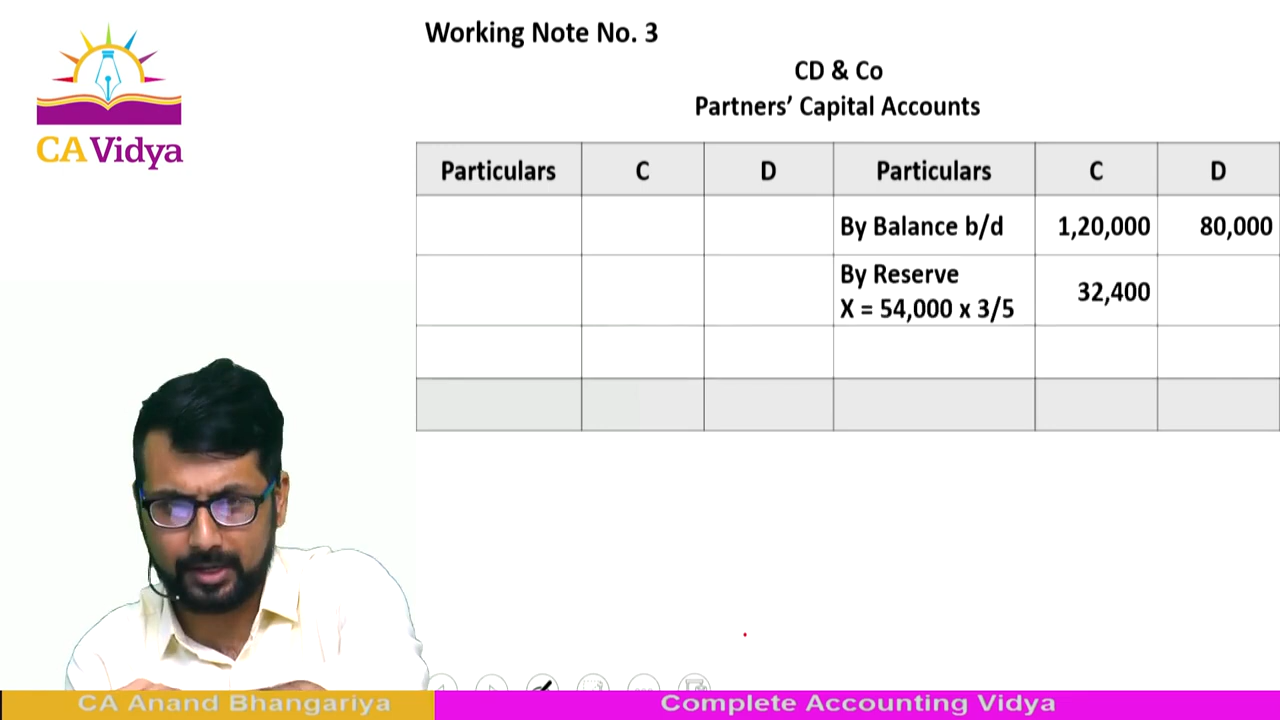 Working Note No. 3
CD & Co
Partners’ Capital Accounts
CA Vidya
Particulars C D Particulars C D
By Balance b/d 1,20,000 80,000
By Reserve
X = 54,000 x 3/5 32,400
CA Anand Bhangariya Complete Accounting Vidya